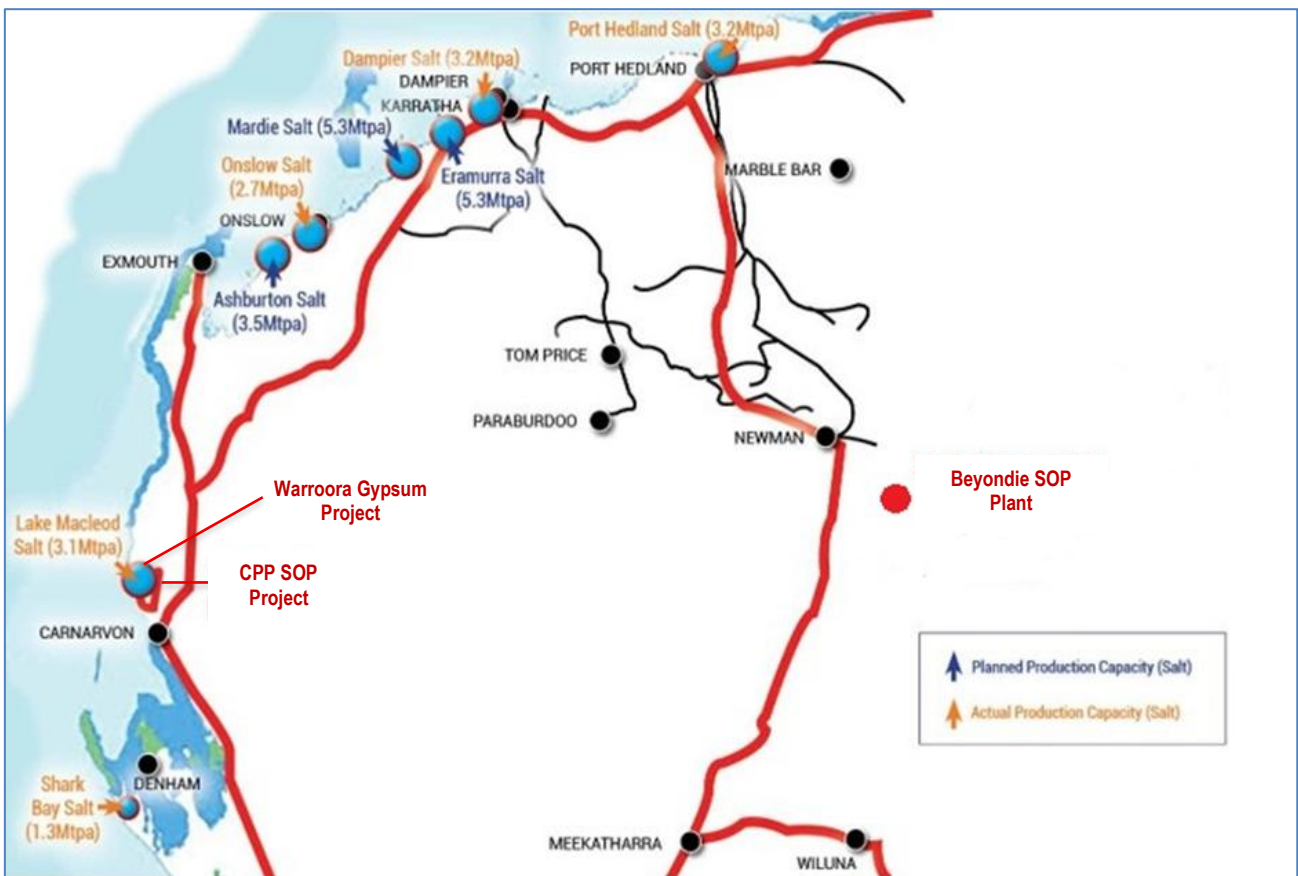 Port Hedland Salt (3.2Mtpa)
Dampier Salt (3.2Mtpa)
PORT HEDLAND
DAMPIER
KARRATHA
Mardie Salt (5.3Mtpa)
Onslow Salt
(2.7Mtpa)
Eramurra Salt
(5.3Mtpa)
MARBLE BAR
ONSLOW
EXMOUTH
Ashburton Salt
(3.5Mtpa)
TOM PRICE
PARABURDOO
NEWMAN
Beyondie SOP
Plant
Warroora Gypsum
Project
Lake Macleod
Salt (3.1Mtpa)
CPP SOP
Project
CARNARVON
Planned Production Capacity (Salt)
Actual Production Capacity (Salt)
DENHAM
Shark
Bay Salt
(1.3Mtpa)
MEEKATHARRA
WILUNA